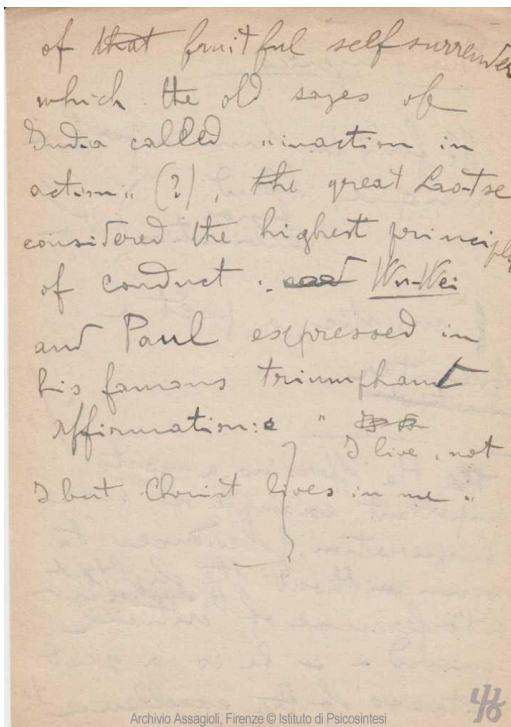 of that fruitful self surrender
which the old sages of
India called "inaction in
action" (?), the great Lao-tse
considered the highest principle
of conduct : Wu-Wei
and Paul expressed in
his famous triumphant
affirmation: "
I live, not
I but Christ lives in me"
Archivio Assagioli, Firenze © Istituto di Psicosintesi